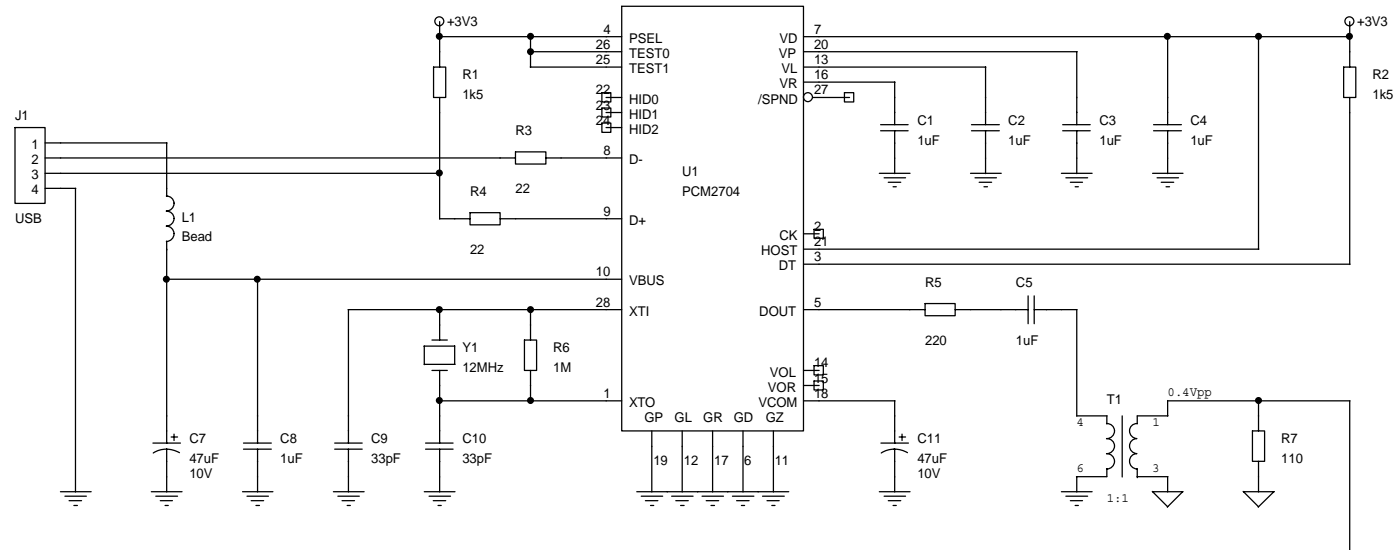 +3V3
+3V3
4 PSEL
26 TEST0
25 TEST1
22 HID0
23 HID1
24 HID2
8 D-
9 D+
10 VBUS
28 XTI
1 XTO
VD 7
VP 20
VL 13
VR 16
/SPND 27
U1
PCM2704
CK 2
HOST 21
DT 3
DOUT 5
VOL 14
VOR 15
VCOM 18
GP GL GR GD GZ
19 12 17 6 11
R1
1k5
R2
1k5
J1
1
2
3
4
USB
R3
22
R4
22
L1
Bead
C1
1uF
C2
1uF
C3
1uF
C4
1uF
R5
220
C5
1uF
Y1
12MHz
R6
1M
C7
+
47uF
10V
C8
1uF
C9
33pF
C10
33pF
C11
+
47uF
10V
T1
4
6
1
3
1:1
0.4Vpp
R7
110